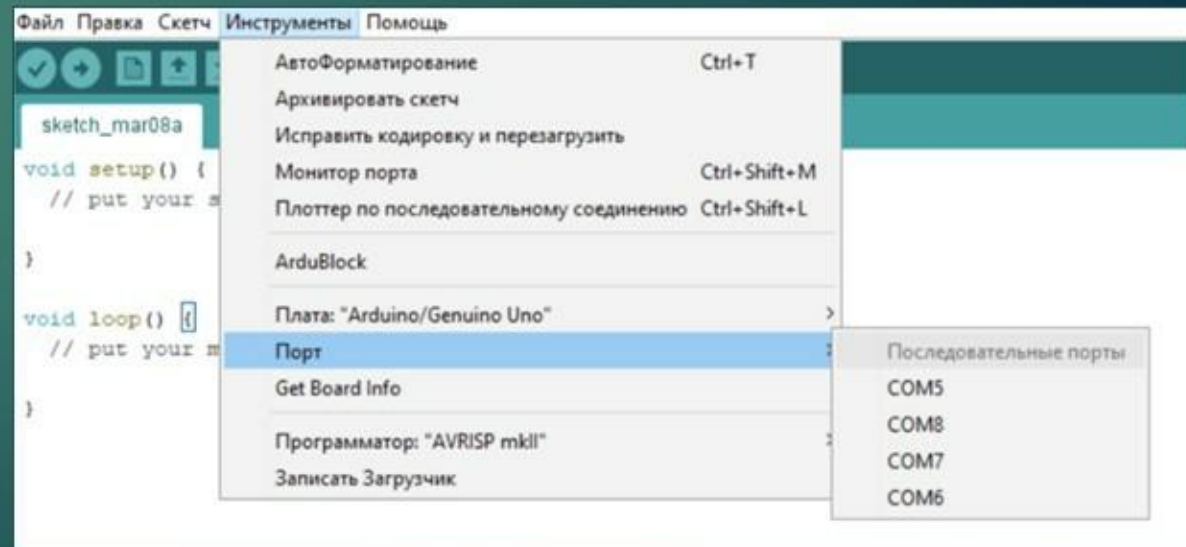 Файл Правка Скетч Инструменты Помощь
АвтоФорматирование Ctrl+T
Архивировать скетч
sketch_mar08a
Исправить кодировку и перезагрузить
void setup() {
Монитор порта Ctrl+Shift+M
// put your s
Плоттер по последовательному соединению Ctrl+Shift+L
}
ArduBlock
void loop() {
Плата: "Arduino/Genuino Uno"
// put your m
Порт
Последовательные порты
Get Board Info
COM5
}
COM8
Программатор: "AVRISP mkII"
COM7
Записать Загрузчик
COM6